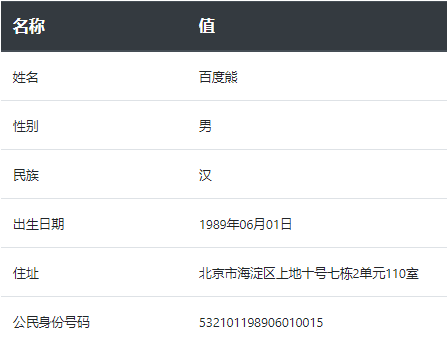 名称 值
姓名 百度熊
性别 男
民族 汉
出生日期 1989年06月01日
住址 北京市海淀区上地十号七栋2单元110室
公民身份号码 532101198906010015